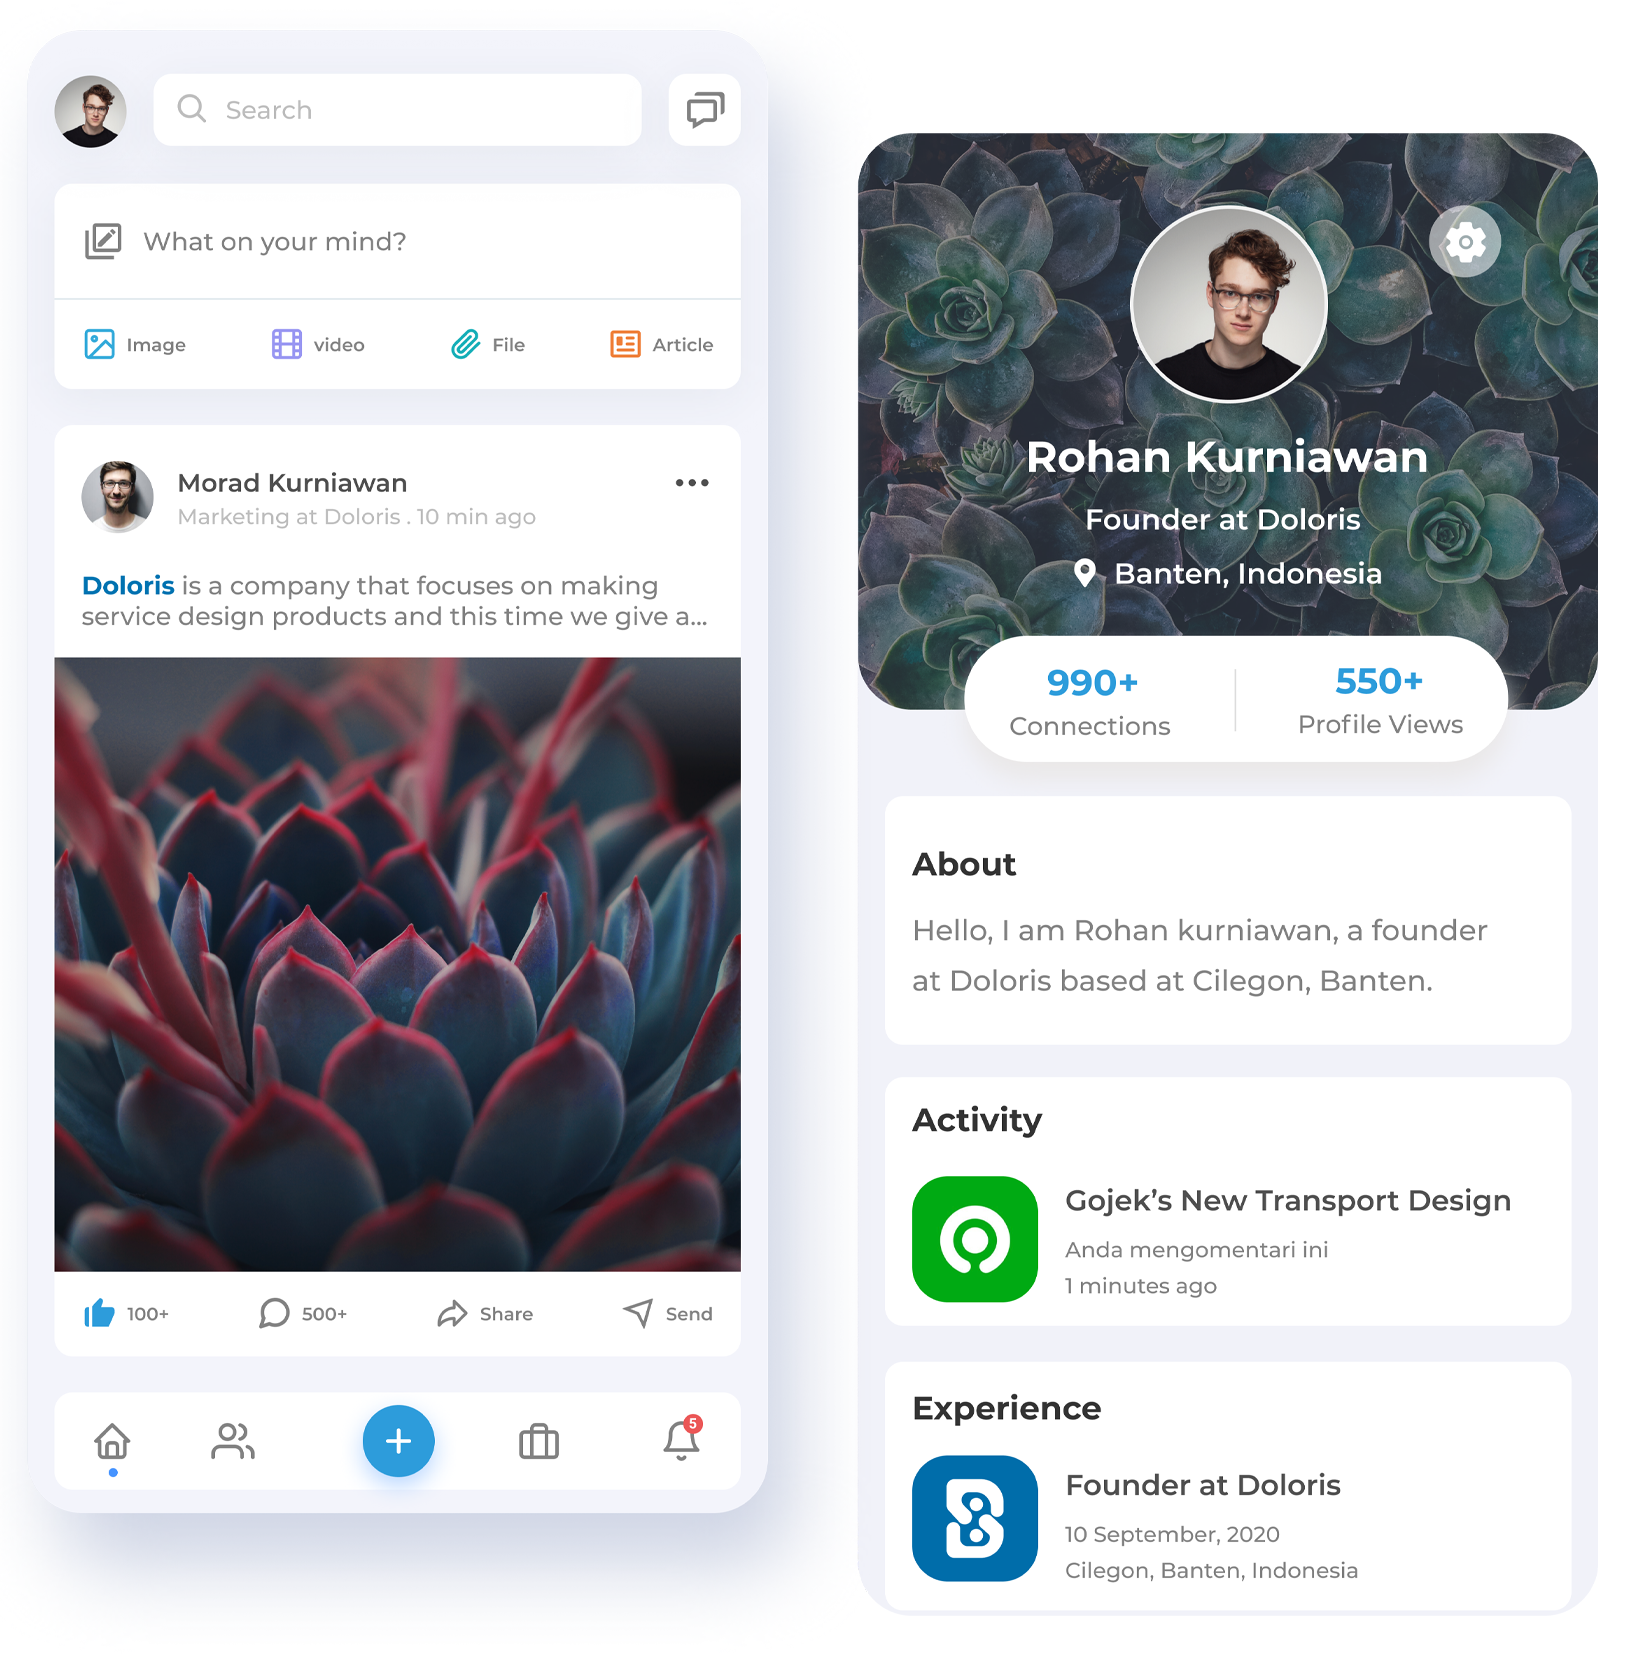 Search
What on your mind?
Image
video
File
Article
Morad Kurniawan
Marketing at Doloris . 10 min ago
Doloris is a company that focuses on making
service design products and this time we give a...
100+
500+
Share
Send
5
Rohan Kurniawan
Founder at Doloris
Banten, Indonesia
990+
Connections
550+
Profile Views
About
Hello, I am Rohan kurniawan, a founder
at Doloris based at Cilegon, Banten.
Activity
Gojek’s New Transport Design
Anda mengomentari ini
1 minutes ago
Experience
Founder at Doloris
10 September, 2020
Cilegon, Banten, Indonesia